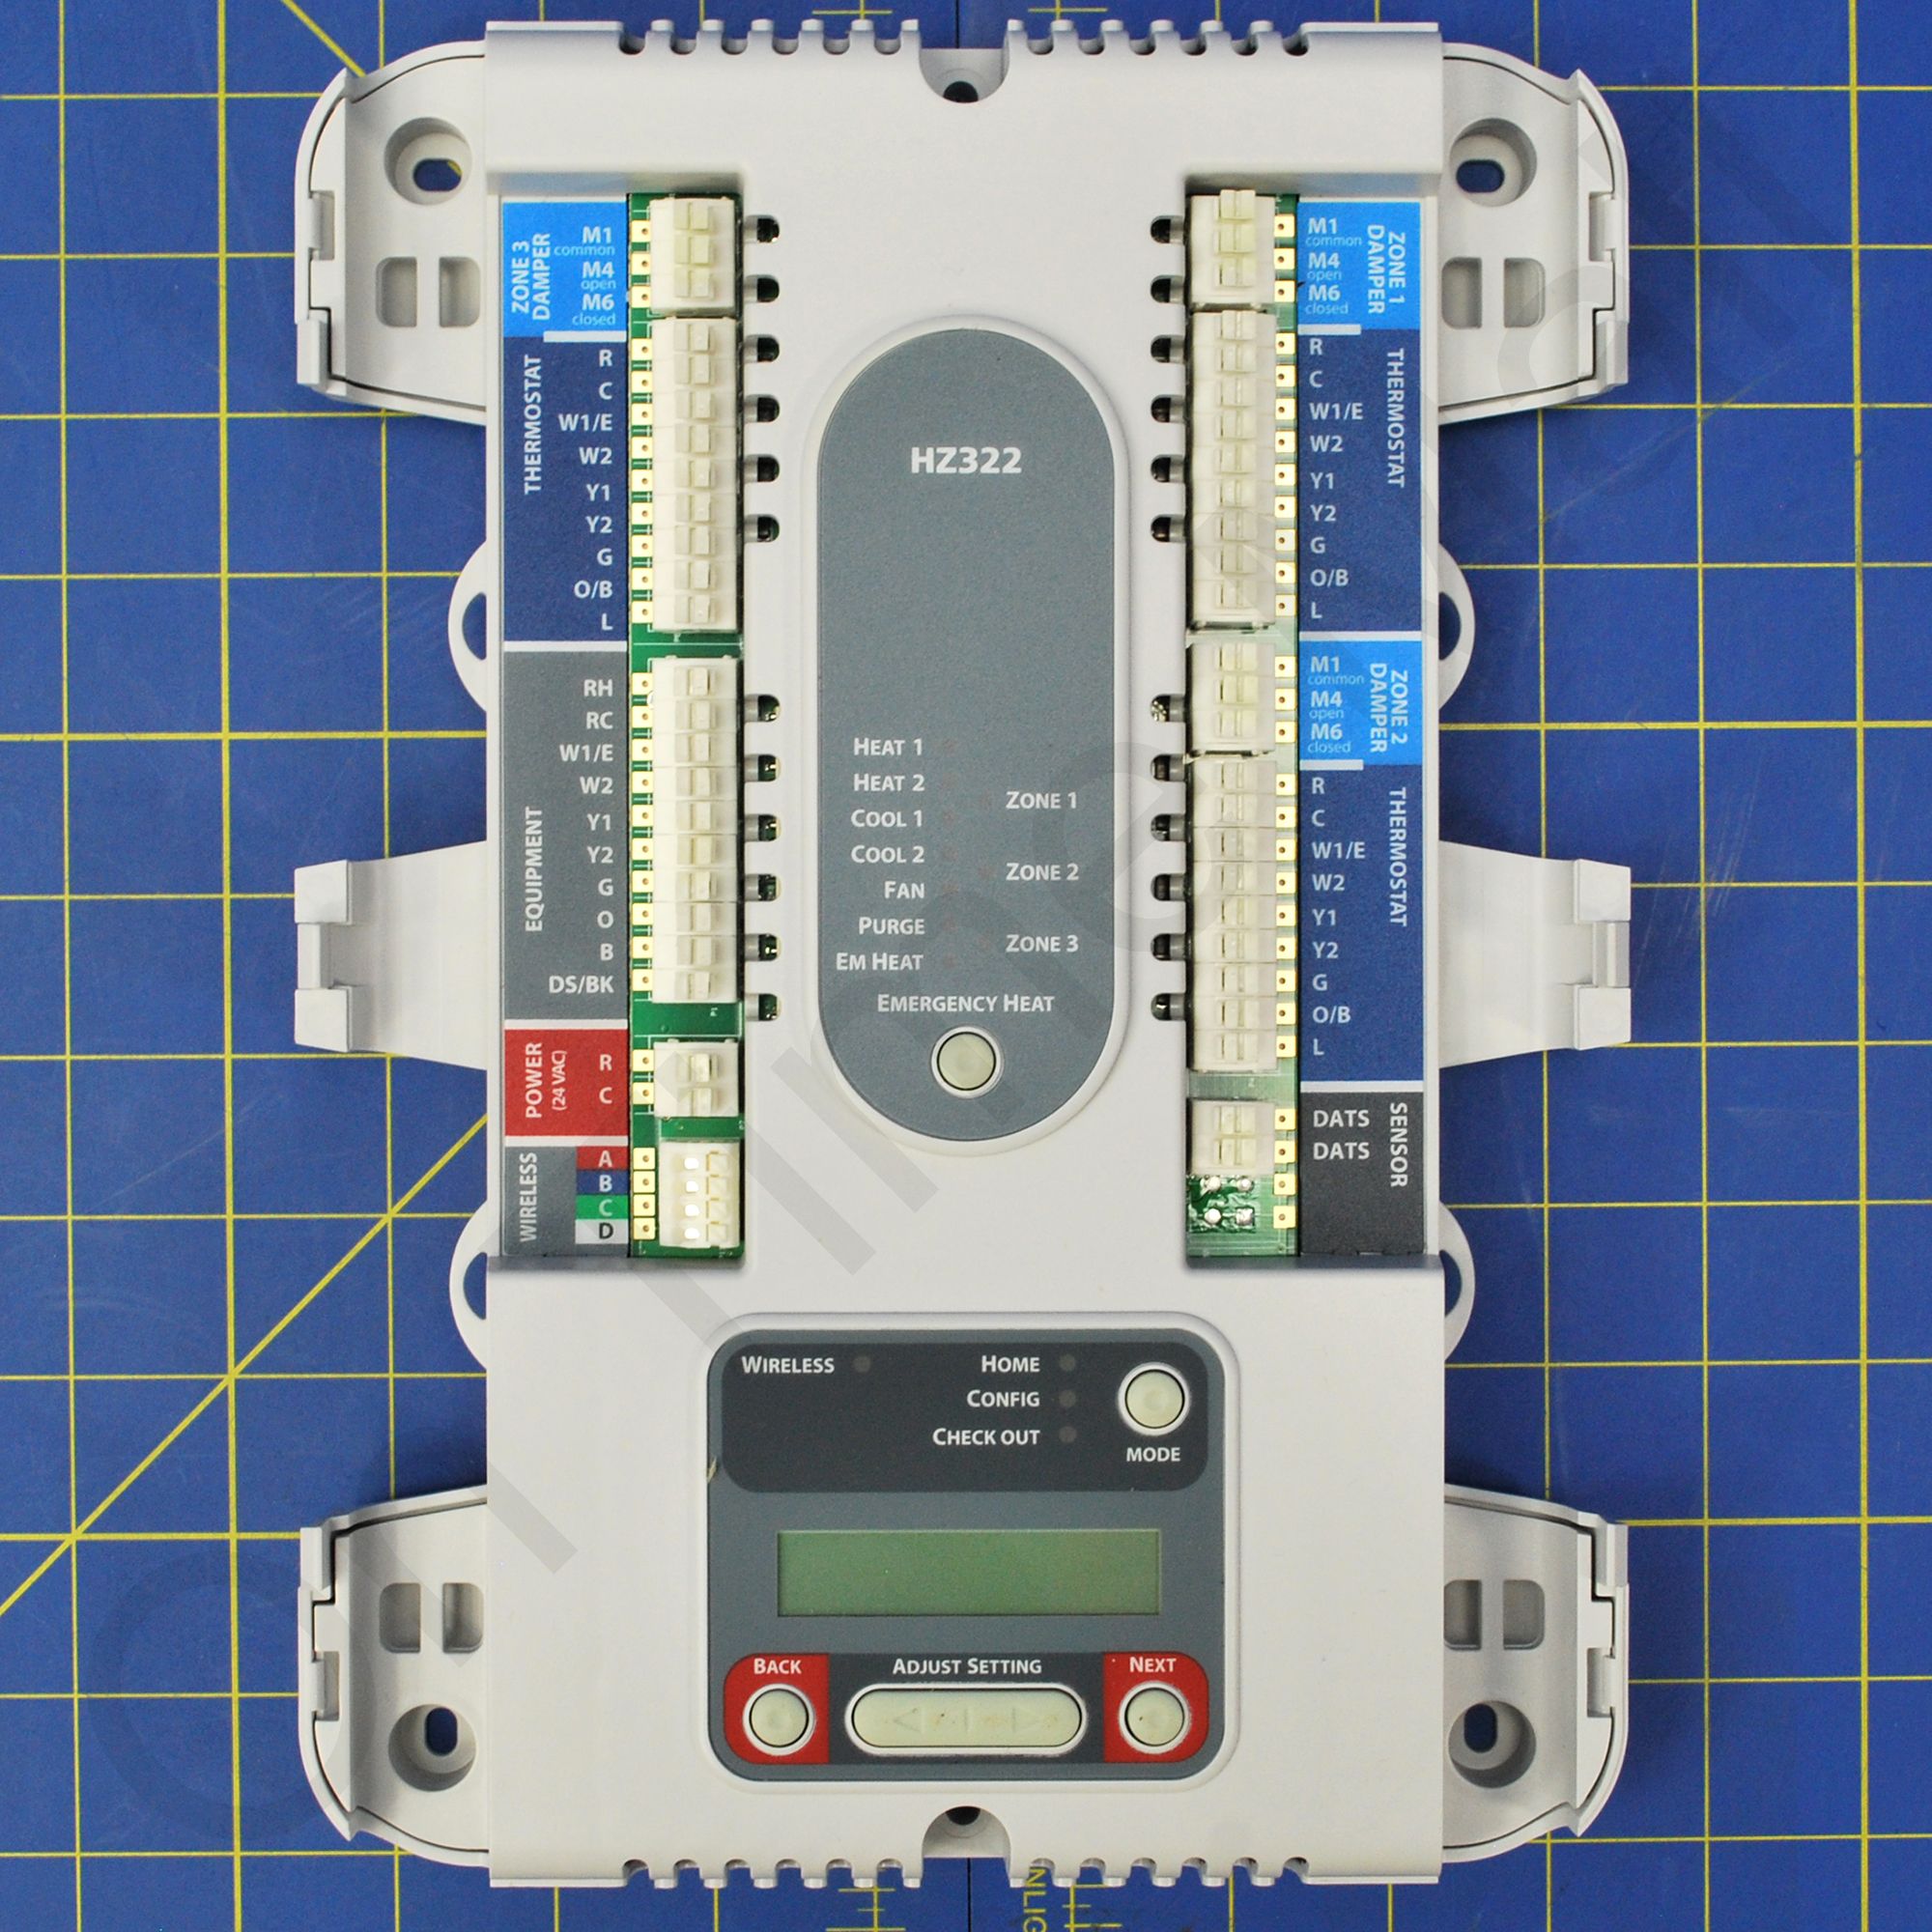 ZONE 3
DAMPER
M1
common
M4
open
M6
closed
THERMOSTAT
R
C
W1/E
W2
Y1
Y2
G
O/B
L
EQUIPMENT
RH
RC
W1/E
W2
Y1
Y2
G
O
B
DS/BK
POWER
(24 VAC)
R
C
WIRELESS
A
B
C
D
HZ322
HEAT 1
HEAT 2
COOL 1
COOL 2
FAN
PURGE
EM HEAT
ZONE 1
ZONE 2
ZONE 3
EMERGENCY HEAT
M1
common
M4
open
M6
closed
ZONE 1
DAMPER
R
C
W1/E
W2
Y1
Y2
G
O/B
L
THERMOSTAT
M1
common
M4
open
M6
closed
ZONE 2
DAMPER
R
C
W1/E
W2
Y1
Y2
G
O/B
L
THERMOSTAT
DATS
DATS
SENSOR
WIRELESS
HOME
CONFIG
CHECK OUT
MODE
BACK
ADJUST SETTING
NEXT